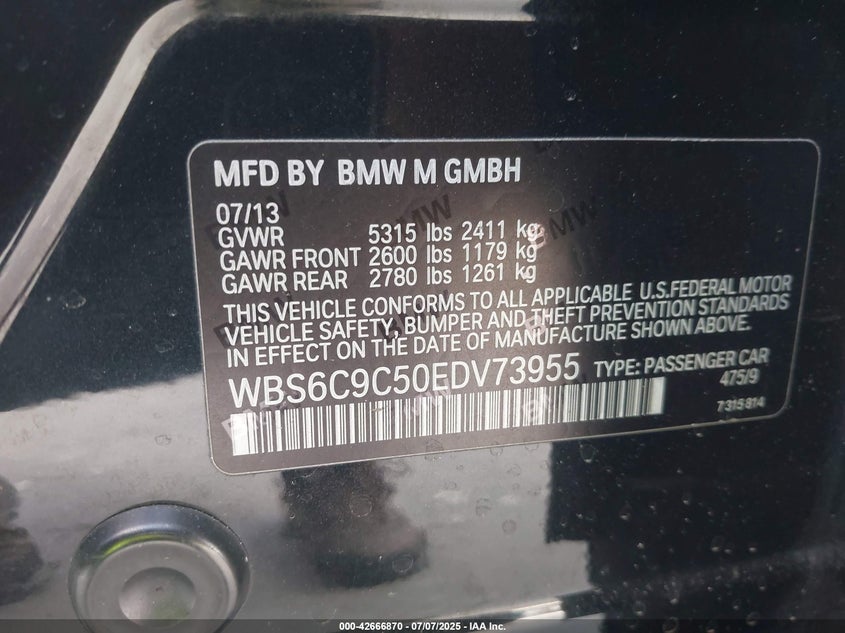 MFD BY BMW M GMBH
07/13
GVWR 5315 lbs 2411 kg
GAWR FRONT 2600 lbs 1179 kg
GAWR REAR 2780 lbs 1261 kg
THIS VEHICLE CONFORMS TO ALL APPLICABLE U.S.FEDERAL MOTOR
VEHICLE SAFETY, BUMPER AND THEFT PREVENTION STANDARDS
IN EFFECT ON THE DATE OF MANUFACTURE SHOWN ABOVE.
WBS6C9C50EDV73955 TYPE: PASSENGER CAR
475/9
7 315 814
000-42666870 - 07/07/2025 - IAA Inc.